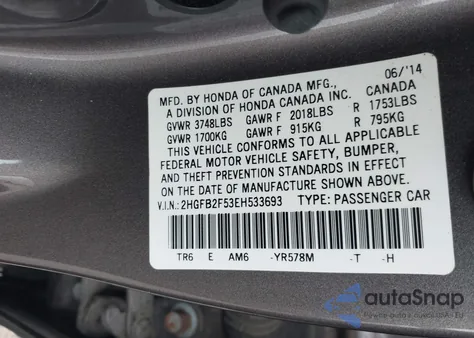 MFD. BY HONDA OF CANADA MFG., 06/'14
A DIVISION OF HONDA CANADA INC. CANADA
GVWR 3748LBS GAWR F 2018LBS R 1753LBS
GVWR 1700KG GAWR F 915KG R 795KG
THIS VEHICLE CONFORMS TO ALL APPLICABLE
FEDERAL MOTOR VEHICLE SAFETY, BUMPER,
AND THEFT PREVENTION STANDARDS IN EFFECT ON
THE DATE OF MANUFACTURE SHOWN ABOVE.
V.I.N.: 2HGFB2F53EH533693 TYPE: PASSENGER CAR
TR6 E AM6 -YR578M -T -H
autoSnap